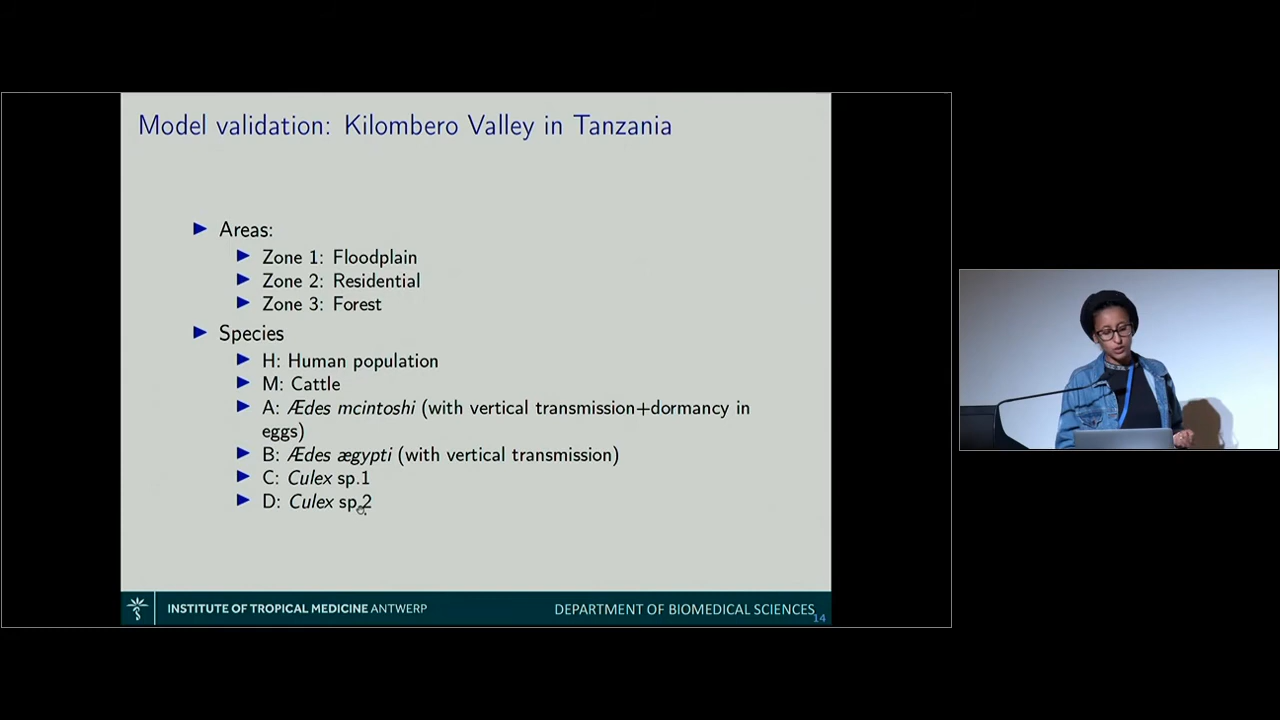 Model validation: Kilombero Valley in Tanzania
Areas:
Zone 1: Floodplain
Zone 2: Residential
Zone 3: Forest
Species
H: Human population
M: Cattle
A: Ædes mcintoshi (with vertical transmission+dormancy in
eggs)
B: Ædes ægypti (with vertical transmission)
C: Culex sp.1
D: Culex sp.2
INSTITUTE OF TROPICAL MEDICINE ANTWERP
DEPARTMENT OF BIOMEDICAL SCIENCES
14